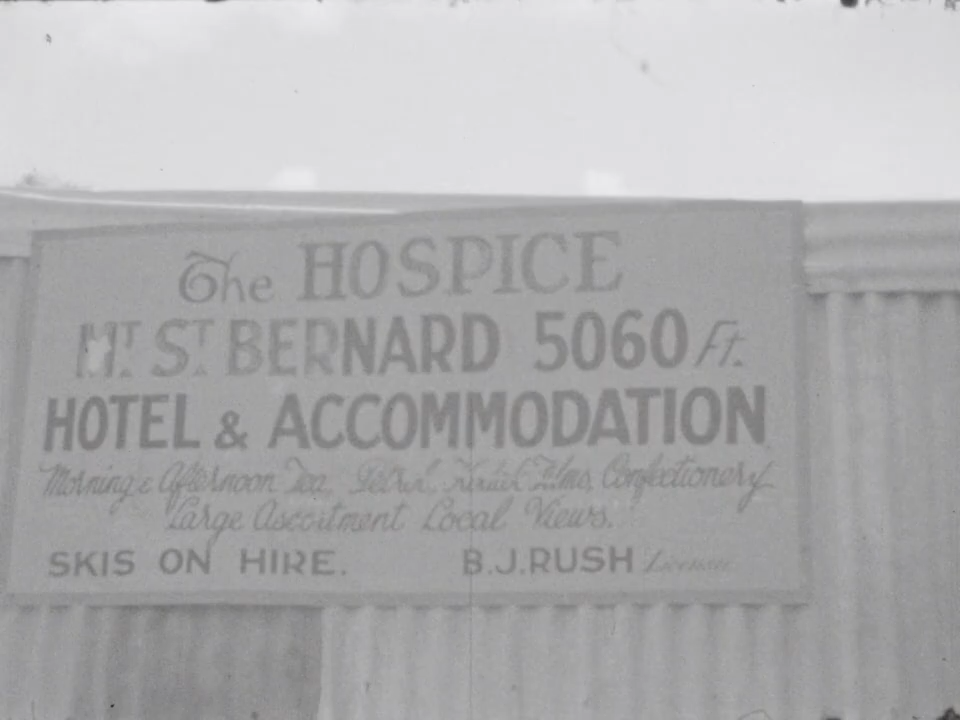 The HOSPICE
MT. ST. BERNARD 5060 Ft.
HOTEL & ACCOMMODATION
Morning & Afternoon Tea, Petrol, Kodak Films, Confectionery
Large Assortment Local Views.
SKIS ON HIRE. B.J.RUSH Licensee